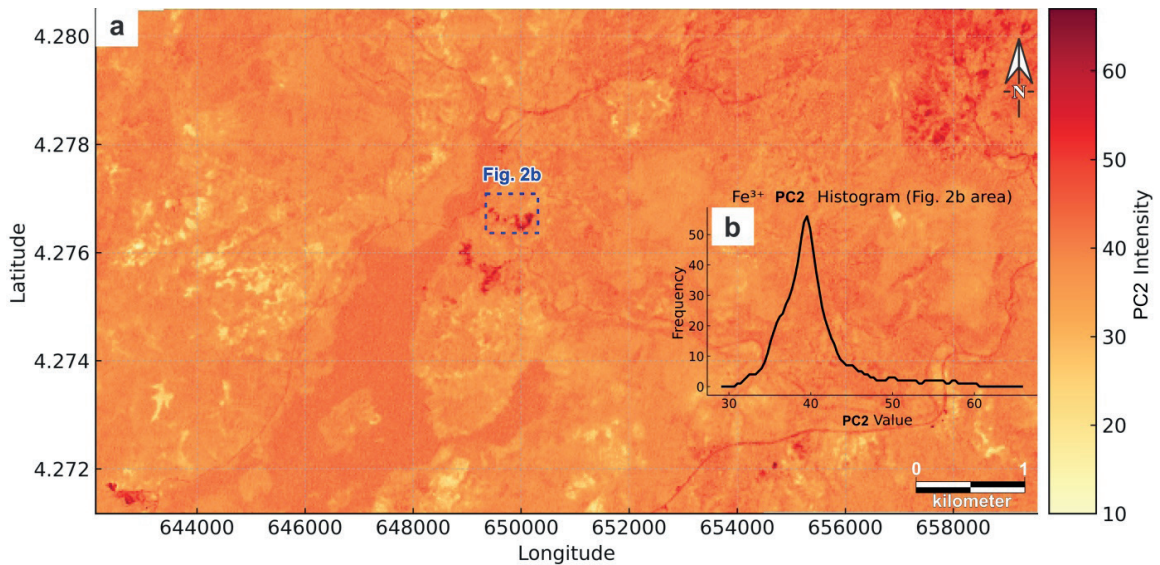 a
4.280
4.278
4.276
4.274
4.272
Latitude
644000 646000 648000 650000 652000 654000 656000 658000
Longitude
Fig. 2b
N
Fe³⁺ PC2 Histogram (Fig. 2b area)
b
50
40
30
20
10
0
Frequency
30 40 50 60
PC2 Value
0 1
kilometer
60
50
40
30
20
10
PC2 Intensity